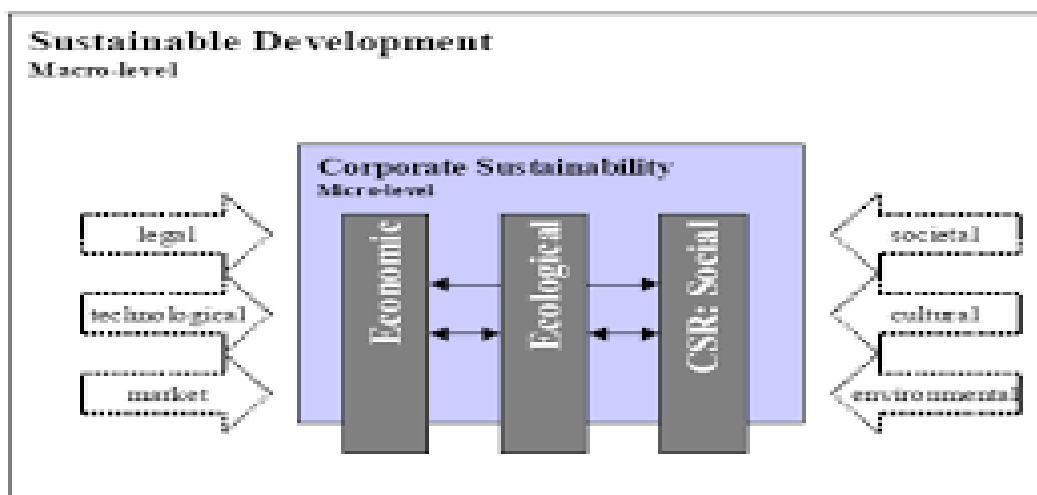 Sustainable Development
Macro-level
Corporate Sustainability
Micro-level
legal
technological
market
Economic
Ecological
CSR: Social
societal
cultural
environmental